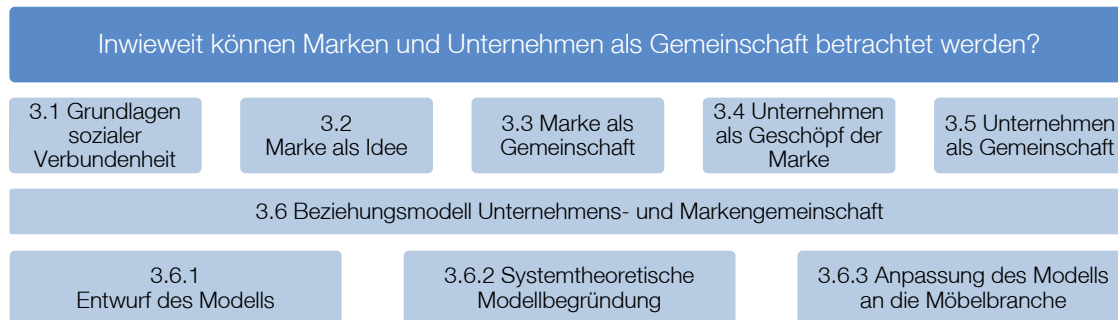 Inwieweit können Marken und Unternehmen als Gemeinschaft betrachtet werden?
3.1 Grundlagen
sozialer
Verbundenheit
3.2
Marke als Idee
3.3 Marke als
Gemeinschaft
3.4 Unternehmen
als Geschöpf der
Marke
3.5 Unternehmen
als Gemeinschaft
3.6 Beziehungsmodell Unternehmens- und Markengemeinschaft
3.6.1
Entwurf des Modells
3.6.2 Systemtheoretische
Modellbegründung
3.6.3 Anpassung des Modells
an die Möbelbranche